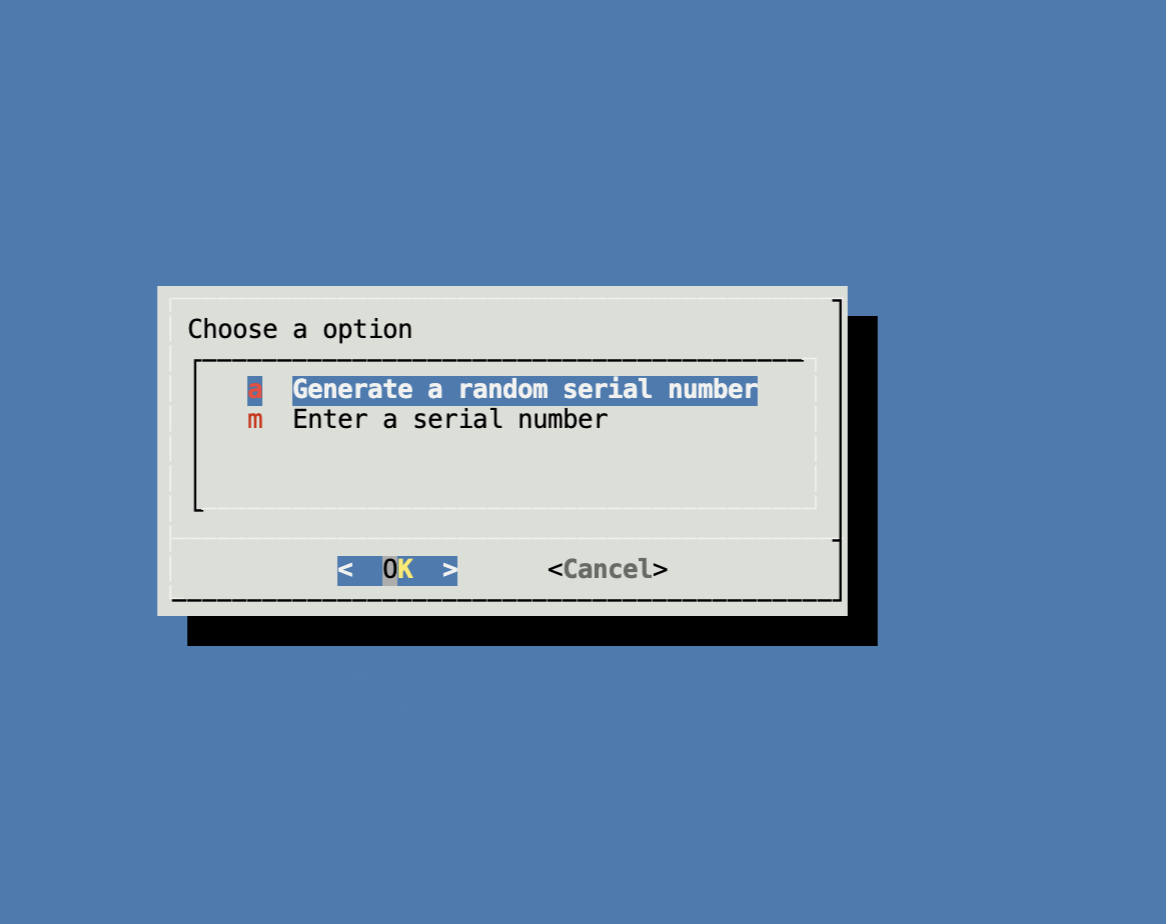 Choose a option
a Generate a random serial number
m Enter a serial number
< OK > <Cancel>